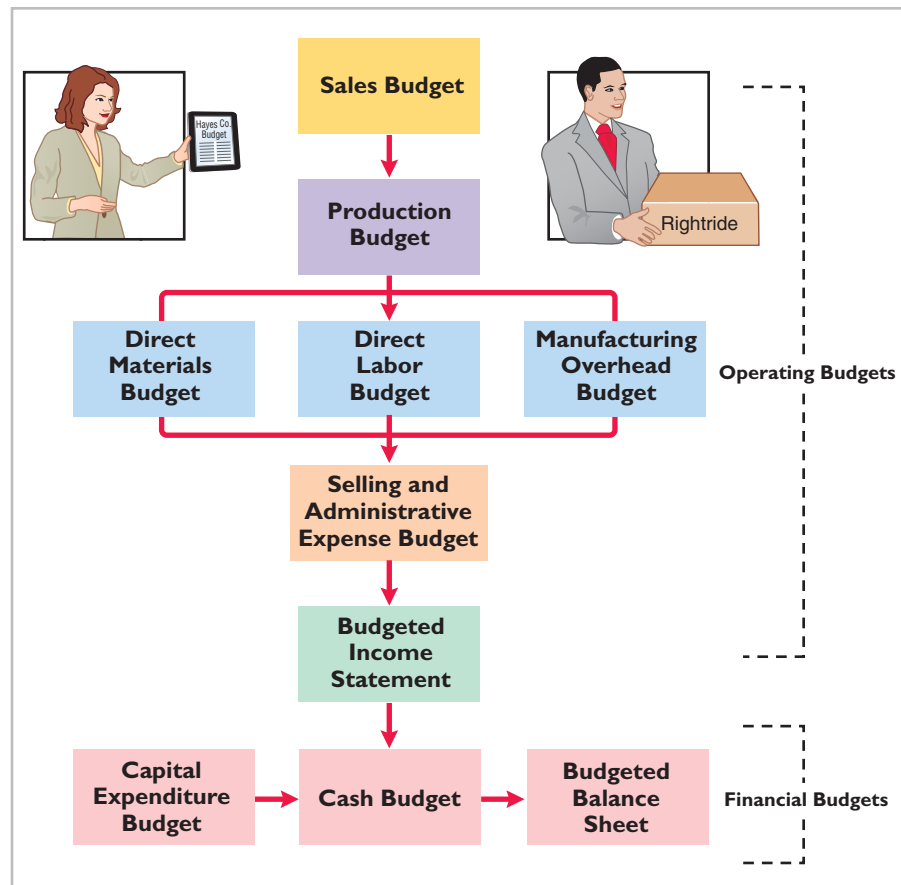 Sales Budget
Hayes Co.
Budget
Rightride
Production
Budget
Direct
Materials
Budget
Direct
Labor
Budget
Manufacturing
Overhead
Budget
Operating Budgets
Selling and
Administrative
Expense Budget
Budgeted
Income
Statement
Capital
Expenditure
Budget
Cash Budget
Budgeted
Balance
Sheet
Financial Budgets